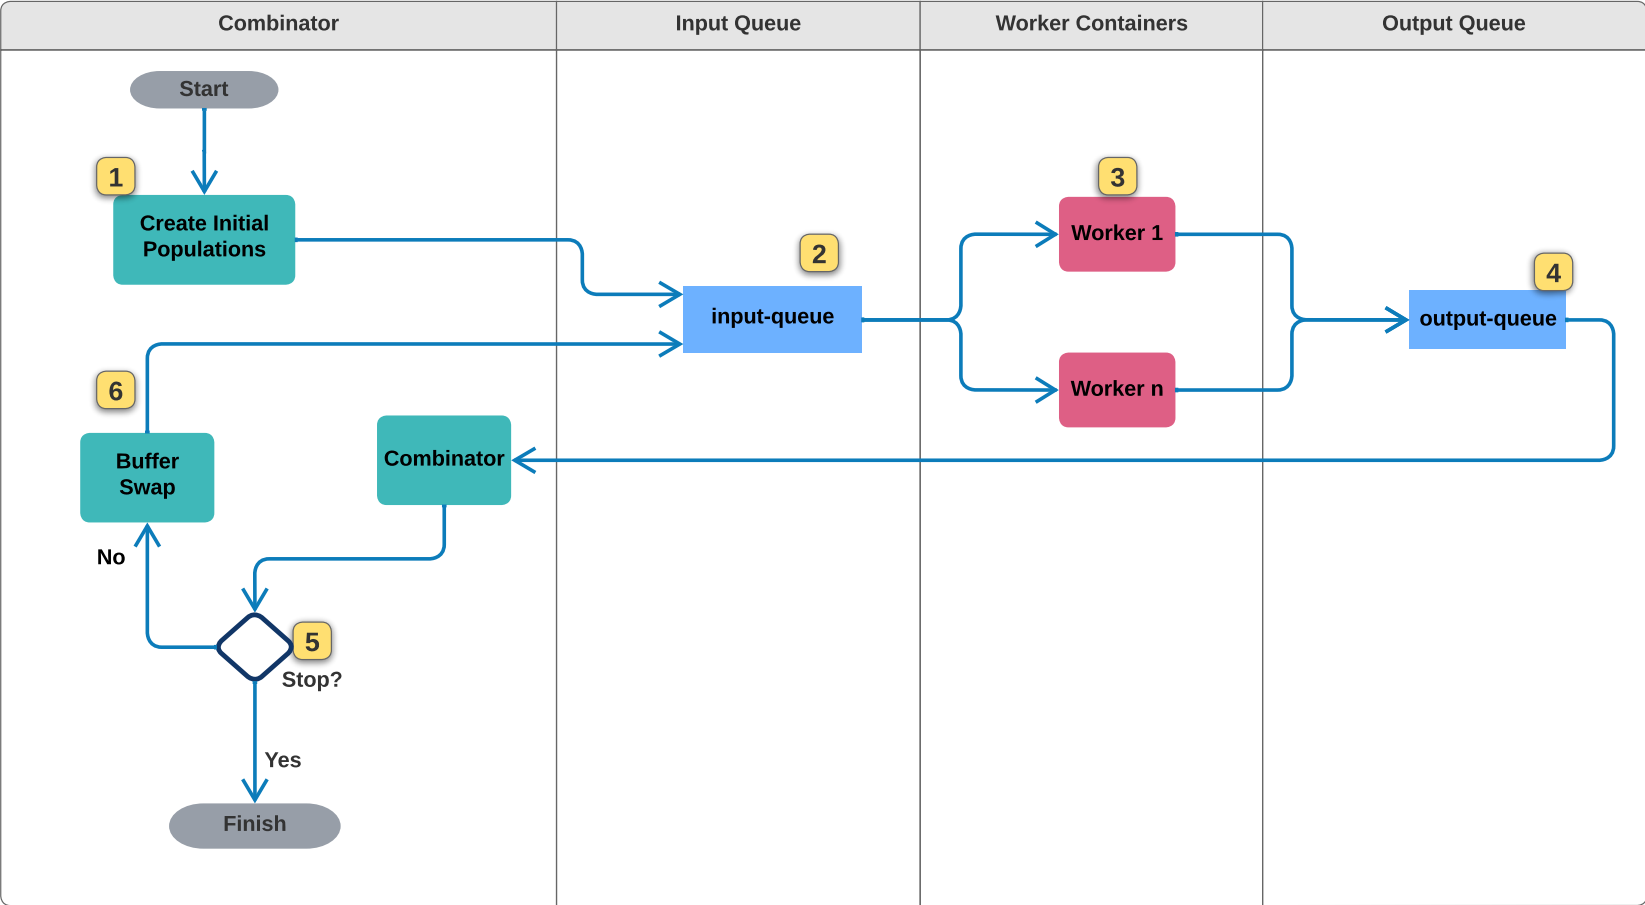 Combinator
Input Queue
Worker Containers
Output Queue
Start
1
Create Initial
Populations
2
input-queue
3
Worker 1
Worker n
4
output-queue
6
Buffer
Swap
Combinator
No
5
Stop?
Yes
Finish